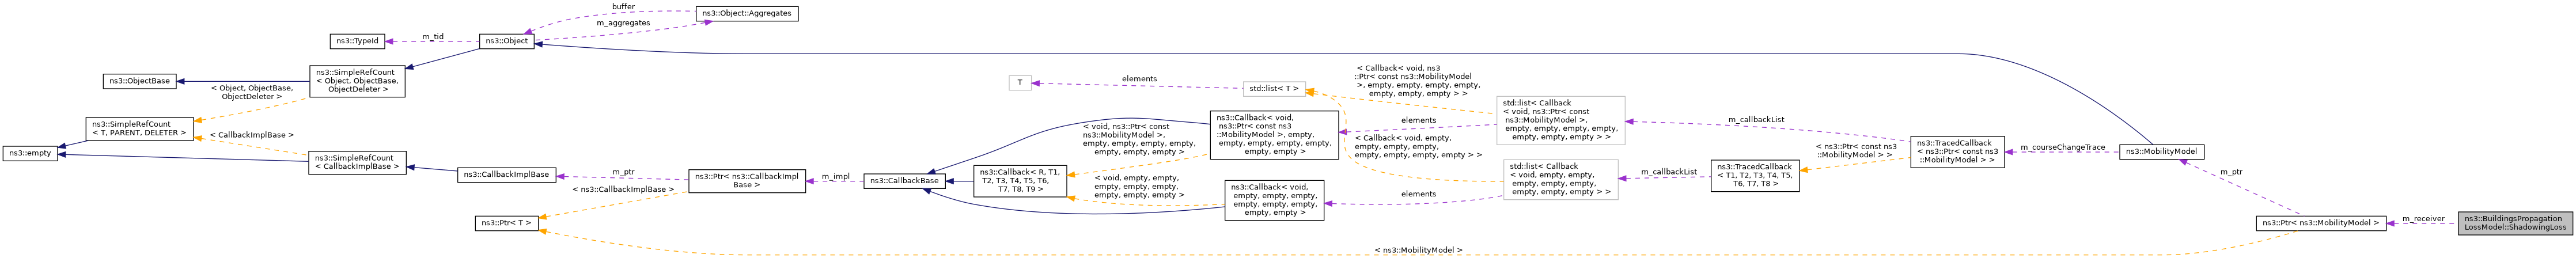 buffer
ns3::Object::Aggregates
m_aggregates
ns3::TypeId
m_tid
ns3::Object
ns3::ObjectBase
ns3::SimpleRefCount
< Object, ObjectBase,
ObjectDeleter >
< Object, ObjectBase,
ObjectDeleter >
ns3::SimpleRefCount
< T, PARENT, DELETER >
< CallbackImplBase >
ns3::empty
ns3::SimpleRefCount
< CallbackImplBase >
ns3::CallbackImplBase
m_ptr
ns3::Ptr< ns3::CallbackImpl
Base >
< ns3::CallbackImplBase >
ns3::Ptr< T >
m_impl
ns3::CallbackBase
ns3::Callback< R, T1,
T2, T3, T4, T5, T6,
T7, T8, T9 >
< void, ns3::Ptr< const
ns3::MobilityModel >,
empty, empty, empty, empty,
empty, empty, empty >
< void, empty, empty,
empty, empty, empty,
empty, empty, empty >
T
elements
std::list< T >
ns3::Callback< void,
ns3::Ptr< const ns3
::MobilityModel >, empty,
empty, empty, empty, empty,
empty, empty >
ns3::Callback< void,
empty, empty, empty,
empty, empty, empty,
empty, empty >
< Callback< void, ns3
::Ptr< const ns3::MobilityModel
>, empty, empty, empty, empty,
empty, empty, empty > >
elements
< Callback< void, empty,
empty, empty, empty,
empty, empty, empty, empty > >
elements
std::list< Callback
< void, ns3::Ptr< const
ns3::MobilityModel >,
empty, empty, empty, empty,
empty, empty, empty > >
std::list< Callback
< void, empty, empty,
empty, empty, empty,
empty, empty, empty > >
m_callbackList
m_callbackList
ns3::TracedCallback
< T1, T2, T3, T4, T5,
T6, T7, T8 >
< ns3::Ptr< const ns3
::MobilityModel > >
ns3::TracedCallback
< ns3::Ptr< const ns3
::MobilityModel > >
m_courseChangeTrace
ns3::MobilityModel
m_ptr
ns3::Ptr< ns3::MobilityModel >
< ns3::MobilityModel >
m_receiver
ns3::BuildingsPropagation
LossModel::ShadowingLoss